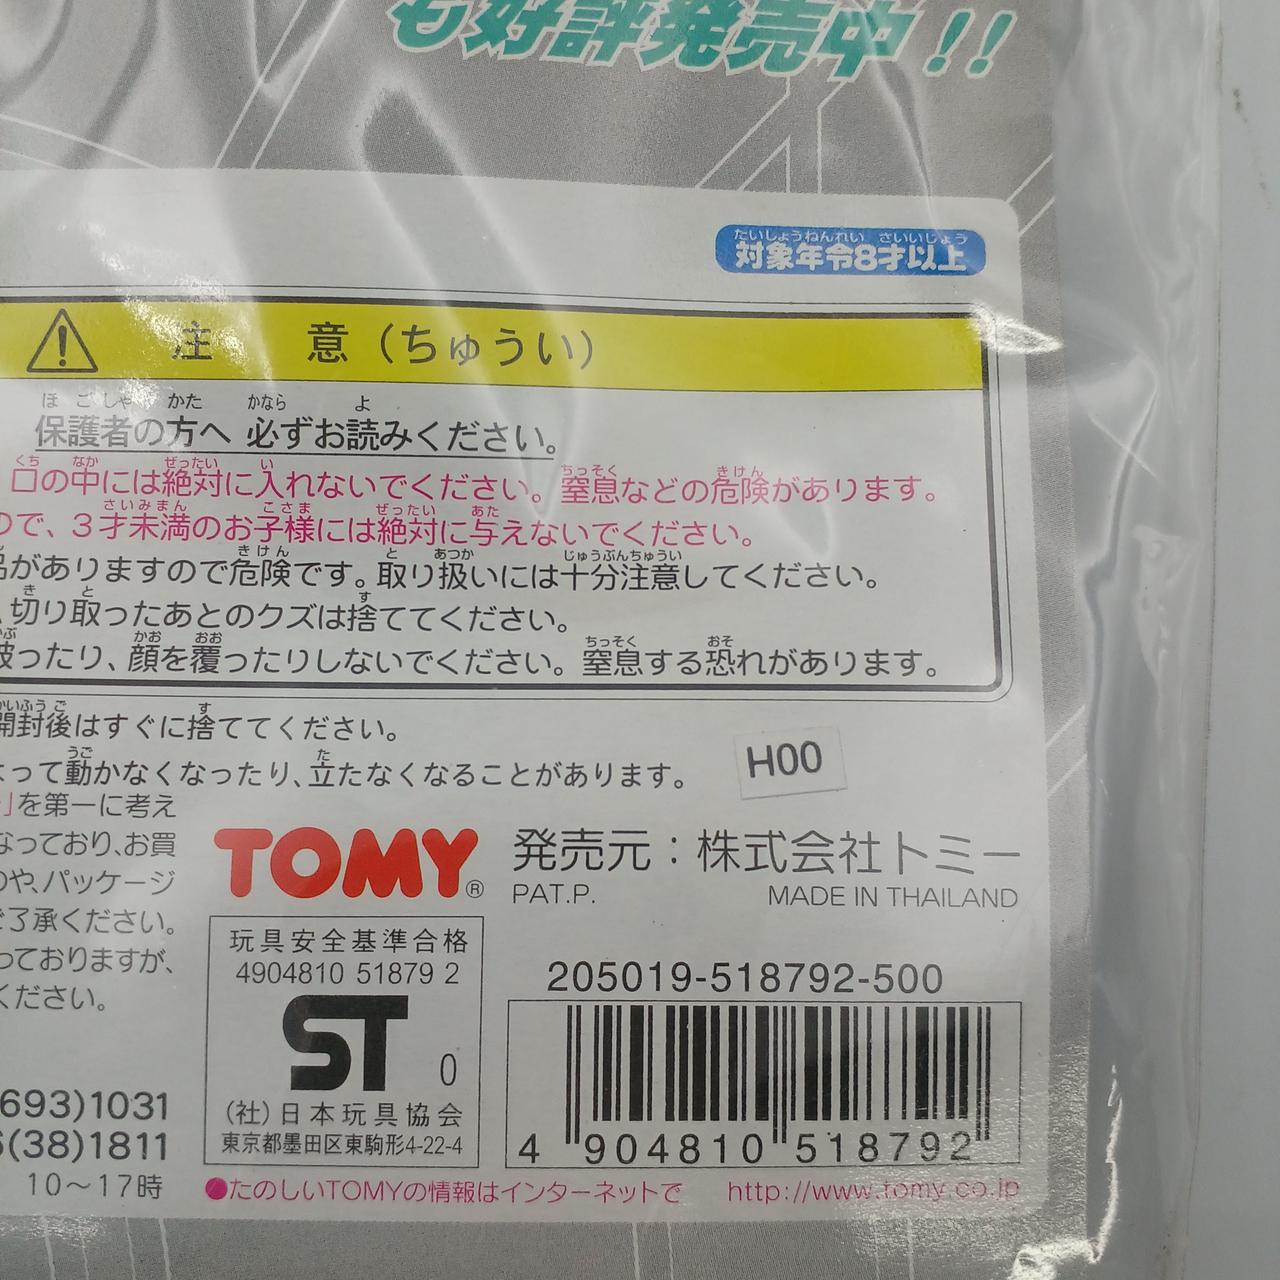 も好評発売中!!
たいしょうねんれい さいいじょう
対象年令8才以上
注 意(ちゅうい)
ほごしゃ かた かなら よ
保護者の方へ 必ずお読みください。
くち なか ぜったい い ちっそく きけん
口の中には絶対に入れないでください。窒息などの危険があります。
さいみまん こさま ぜったい あた
ので、3才未満のお子様には絶対に与えないでください。
きけん と あつか じゅうぶんちゅうい
品がありますので危険です。取り扱いには十分注意してください。
き と す
切り取ったあとのクズは捨ててください。
かお おお ちっそく おそ
破ったり、顔を覆ったりしないでください。窒息する恐れがあります。
かいふうご す
開封後はすぐに捨ててください。
うご た
よって動かなくなったり、立たなくなることがあります。
H00
」を第一に考え
なっており、お買
のや、パッケージ
ご了承ください。
っておりますが、
ください。
TOMY®
発売元:株式会社トミー
PAT.P.
MADE IN THAILAND
玩具安全基準合格
4904810 51879 2
ST 0
(社)日本玩具協会
東京都墨田区東駒形4-22-4
205019-518792-500
4 904810 518792
693)1031
(38)1811
10〜17時
●たのしいTOMYの情報はインターネットで http://www.tomy.co.jp